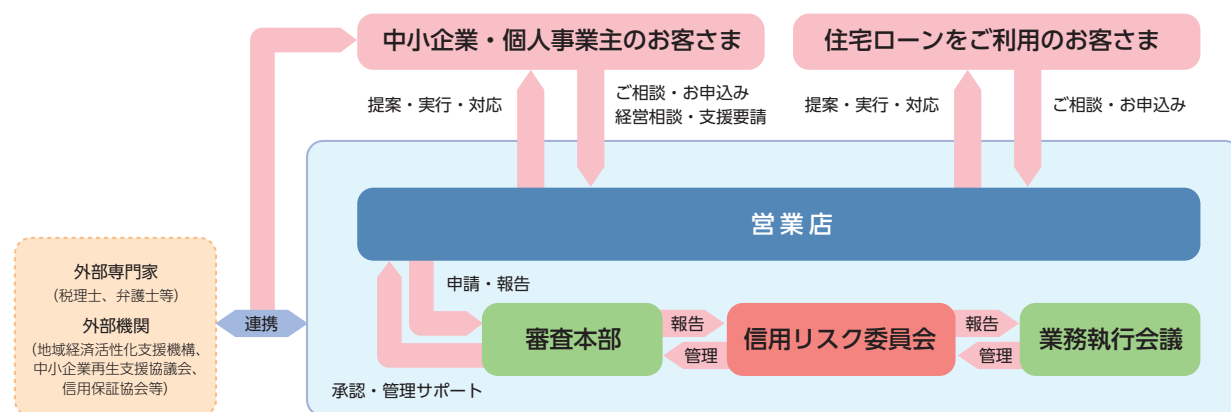 中小企業・個人事業主のお客さま
住宅ローンをご利用のお客さま
提案・実行・対応
ご相談・お申込み
経営相談・支援要請
提案・実行・対応
ご相談・お申込み
営業店
外部専門家
（税理士、弁護士等）
外部機関
（地域経済活性化支援機構、
中小企業再生支援協議会、
信用保証協会等）
連携
申請・報告
審査本部
報告
管理
信用リスク委員会
報告
管理
業務執行会議
承認・管理サポート